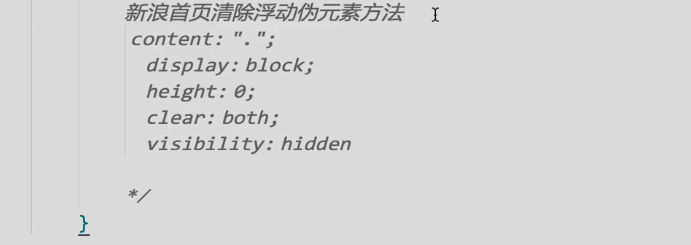 新浪首页清除浮动伪元素方法
content: ".";
display: block;
height: 0;
clear: both;
visibility: hidden
*/
}